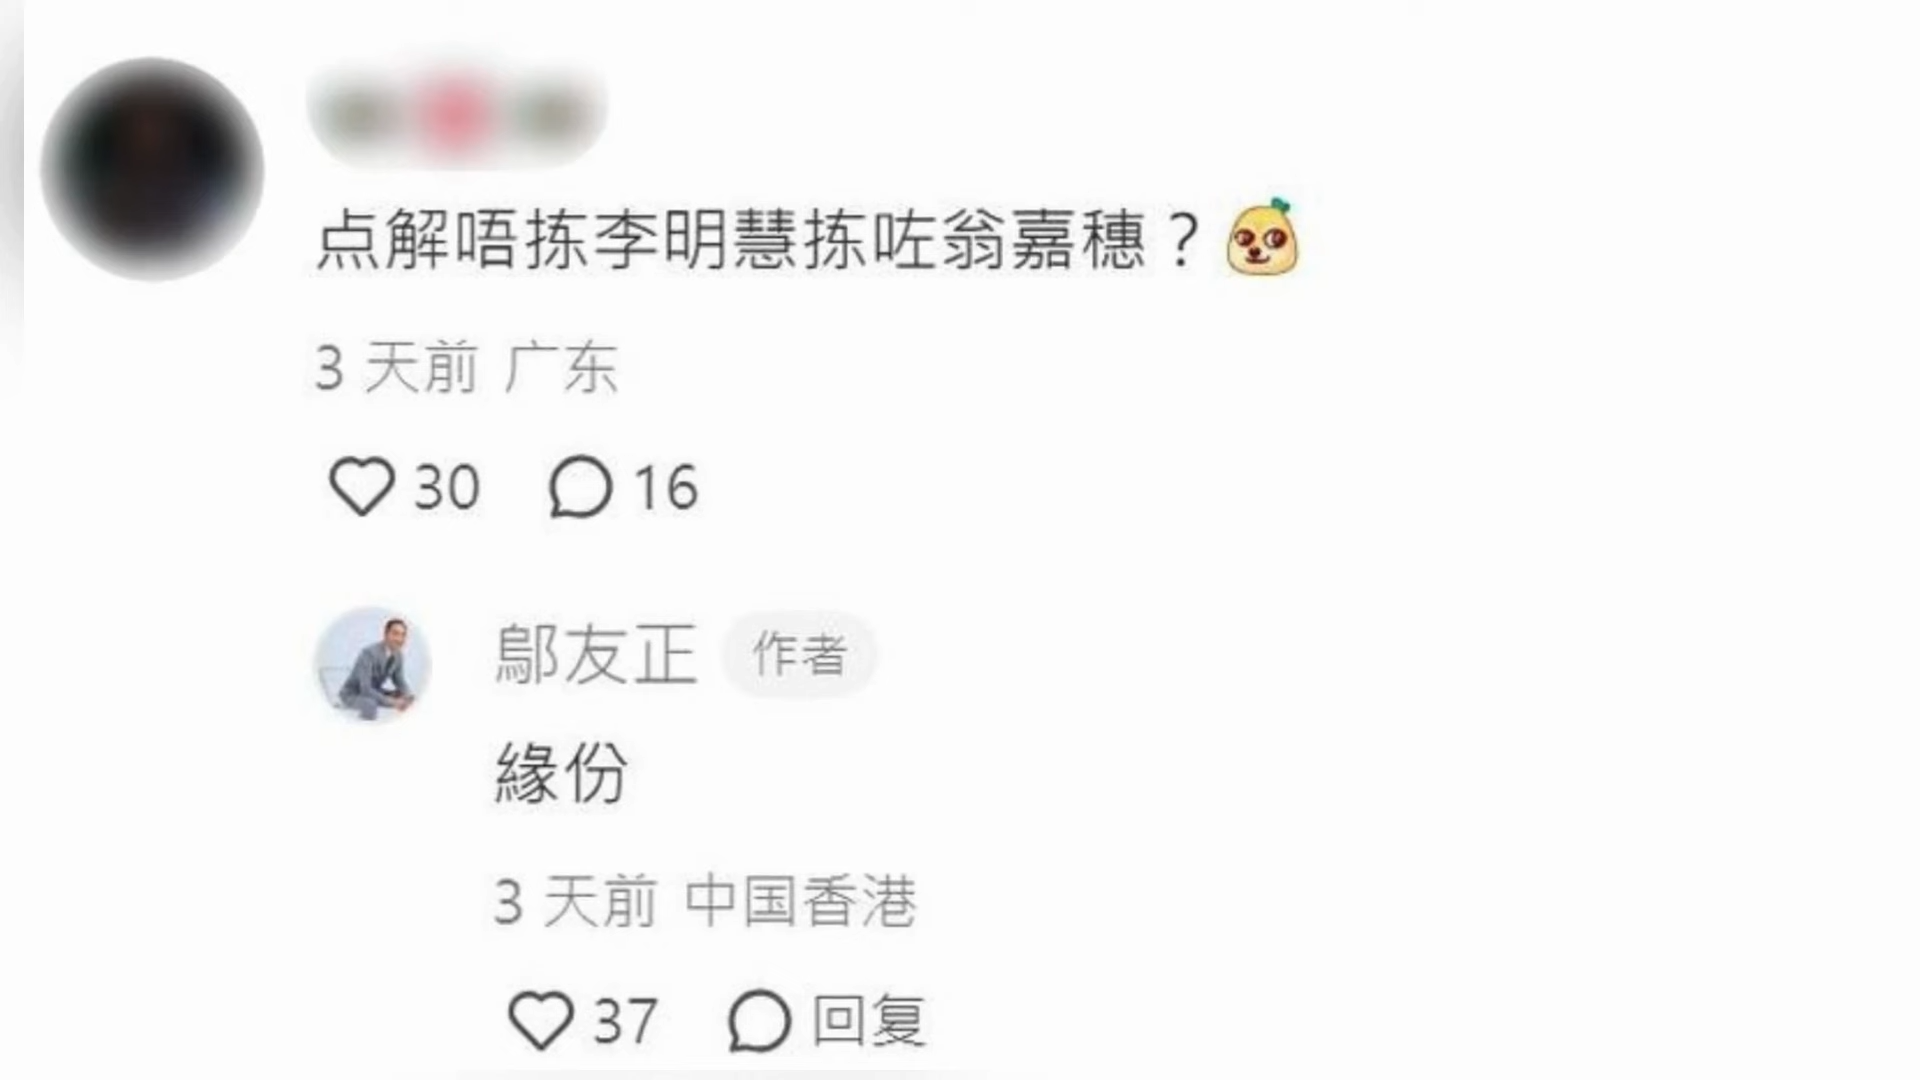 点解唔拣李明慧拣咗翁嘉穗？
3 天前 广东
30 16
鄔友正 作者
緣份
3 天前 中国香港
37 回复